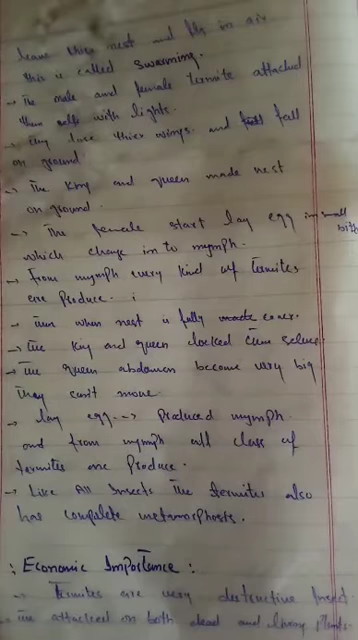 leave thier nest and fly in air
this is called swarming.
→ The male and female termite attached
them self with lights.
→ They lose thier wings. and fall
on ground.
→ The King and queen made nest
on ground.
→ The female start lay egg in small
which change in to nymph.
→ From nymph every kind of termites
are Produce.
→ when nest is fully made
→ The King and queen locked
→ The queen abdomen become very big
They can't move.
→ lay egg --> Produced nymph.
and from nymph all class of
termites are Produce.
→ Like All Insects The termites also
has complete metamorphosis.
: Economic Importance :
→ Termites are very destructive
→ attacked on both dead and living Plants.